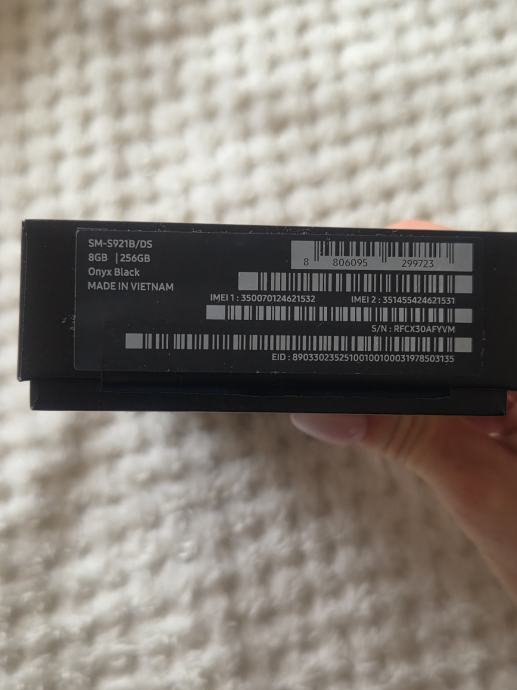 SM-S921B/DS
8GB | 256GB
Onyx Black
MADE IN VIETNAM
8 806095 299723
IMEI 1 : 350070124621532 IMEI 2 : 351455424621531
S/N : RFCX30AFYVM
EID : 89033023525100100100031978503135